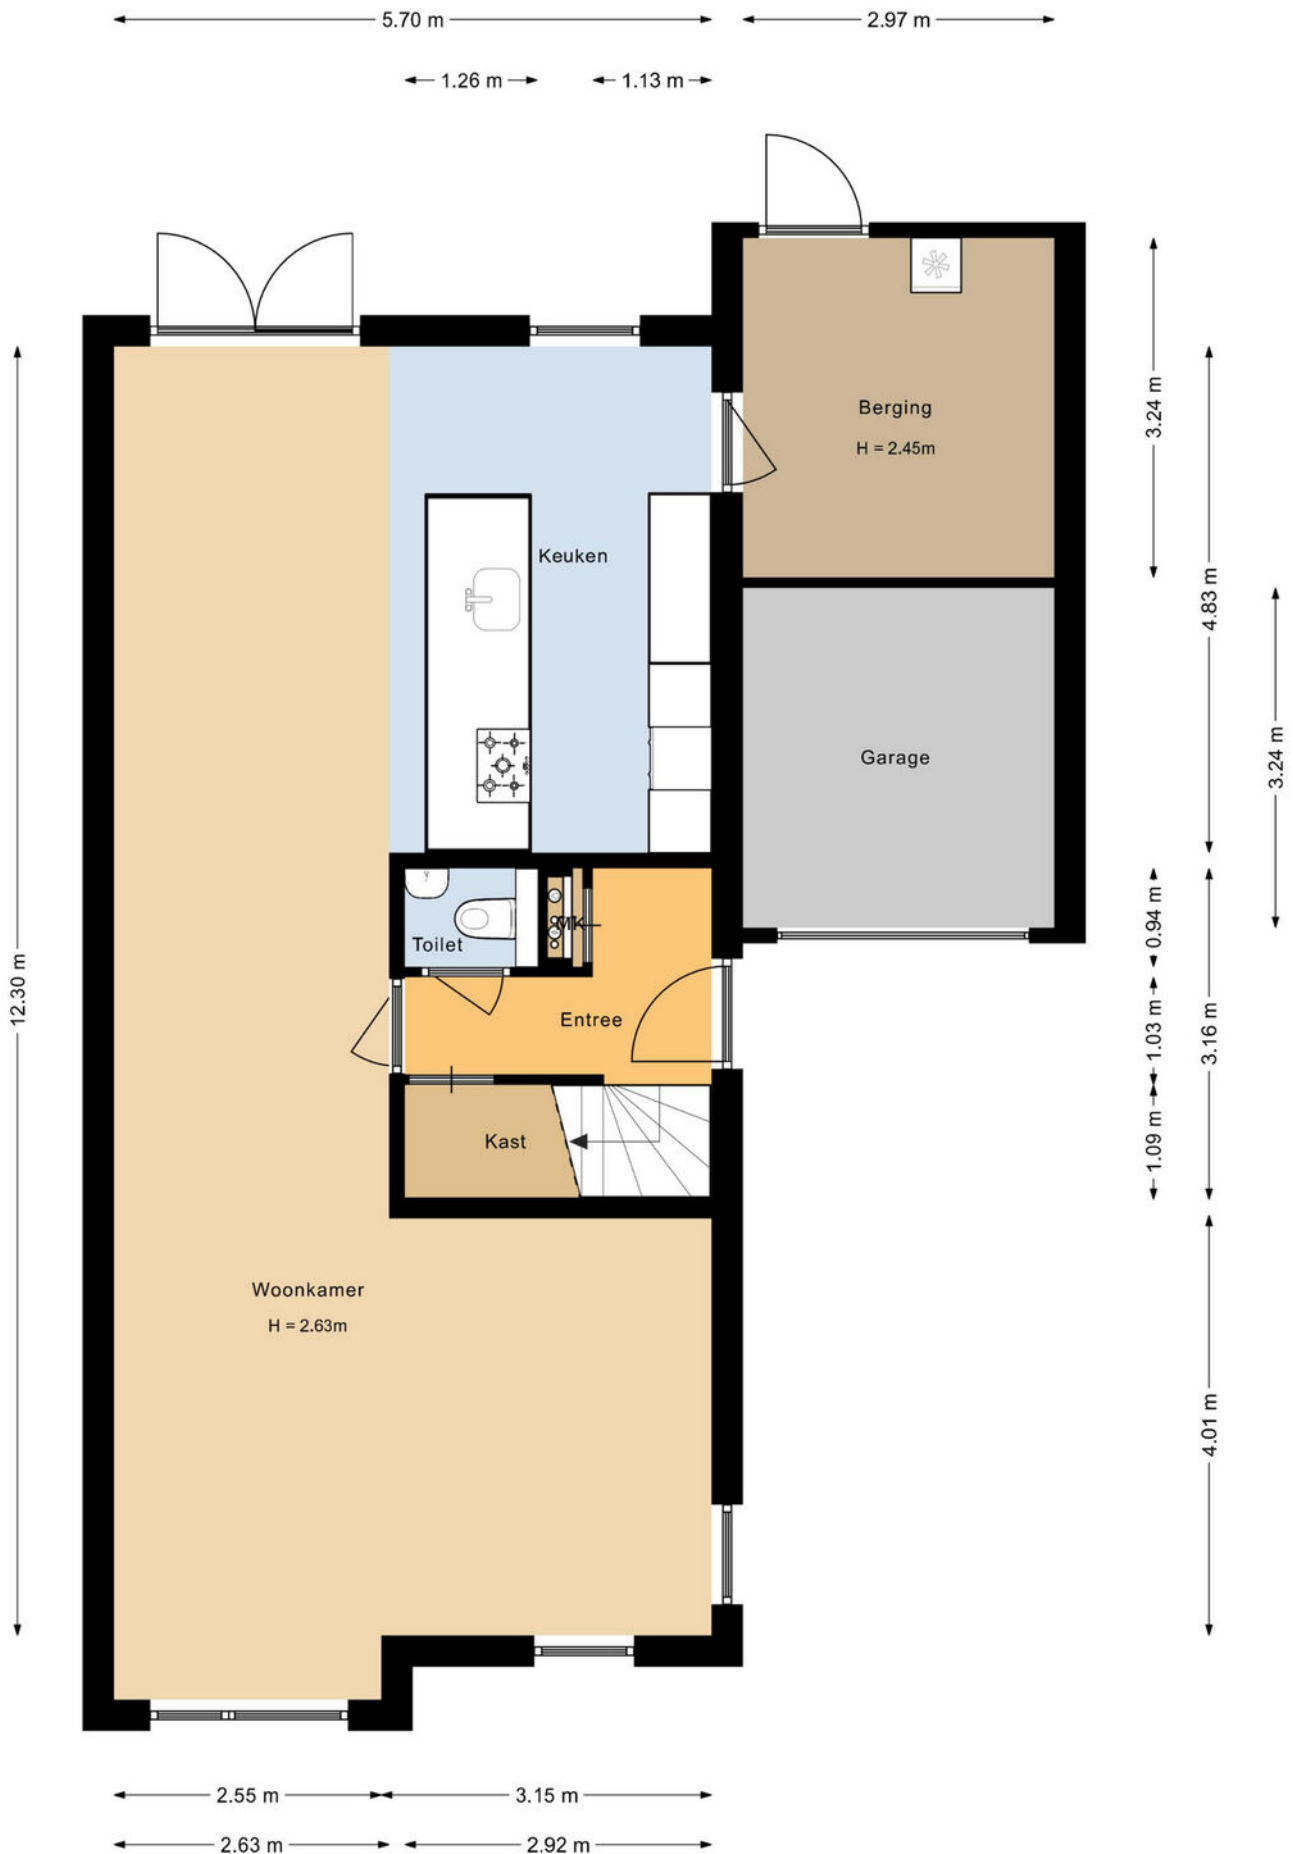 5.70 m
2.97 m
1.26 m
1.13 m
3.24 m
Berging
H = 2.45m
Keuken
4.83 m
Garage
3.24 m
MK
0.94 m
Toilet
12.30 m
Entree
1.03 m
3.16 m
Kast
1.09 m
Woonkamer
H = 2.63m
4.01 m
2.55 m
3.15 m
2.63 m
2.92 m